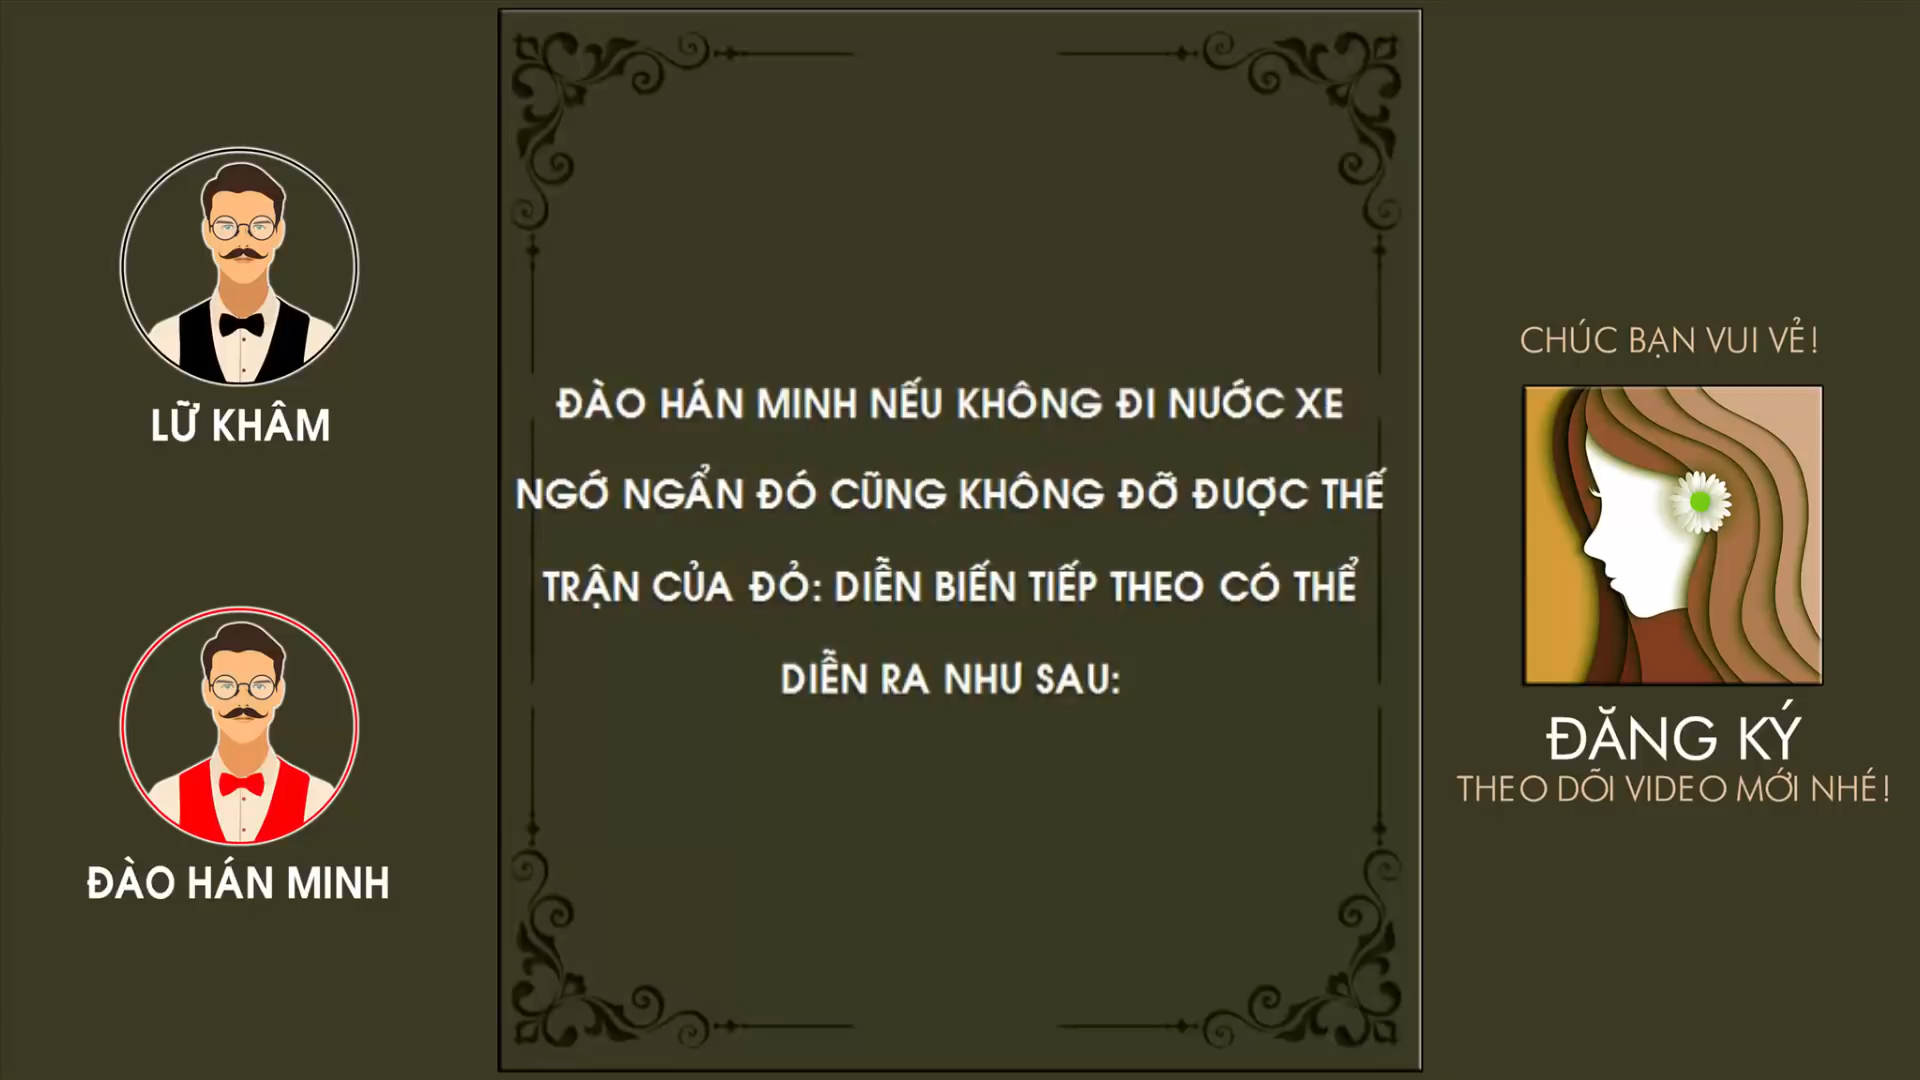 LỮ KHÂM
ĐÀO HÁN MINH
ĐÀO HÁN MINH NẾU KHÔNG ĐI NƯỚC XE
NGỚ NGẨN ĐÓ CŨNG KHÔNG ĐỠ ĐƯỢC THẾ
TRẬN CỦA ĐỎ: DIỄN BIẾN TIẾP THEO CÓ THỂ
DIỄN RA NHƯ SAU:
CHÚC BẠN VUI VẺ!
ĐĂNG KÝ
THEO DÕI VIDEO MỚI NHÉ!